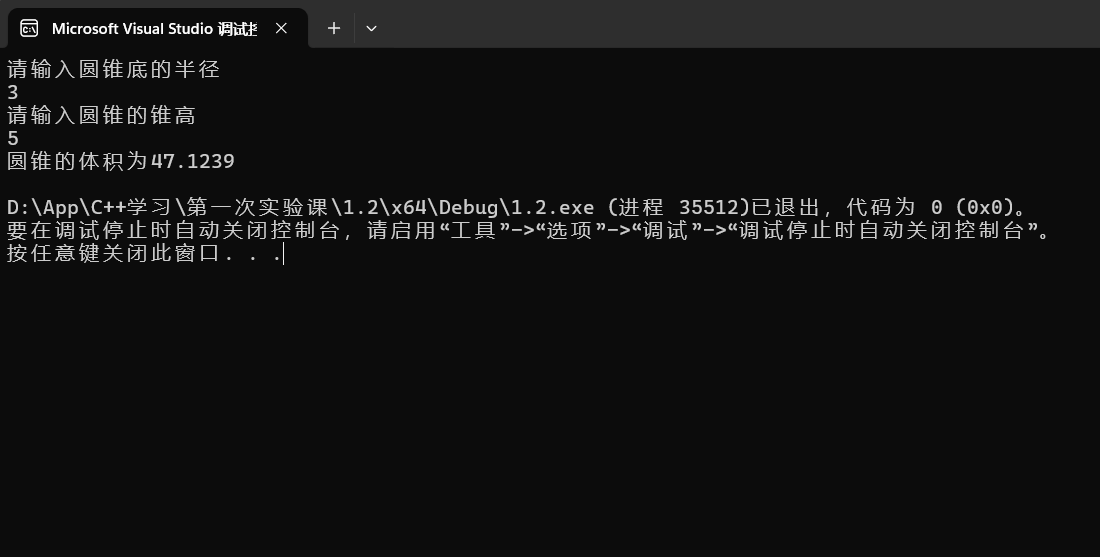 Microsoft Visual Studio 调试
请输入圆锥底的半径
3
请输入圆锥的锥高
5
圆锥的体积为47.1239
D:\App\C++学习\第一次实验课\1.2\x64\Debug\1.2.exe (进程 35512)已退出，代码为 0 (0x0)。
要在调试停止时自动关闭控制台，请启用“工具”->“选项”->“调试”->“调试停止时自动关闭控制台”。
按任意键关闭此窗口. . .